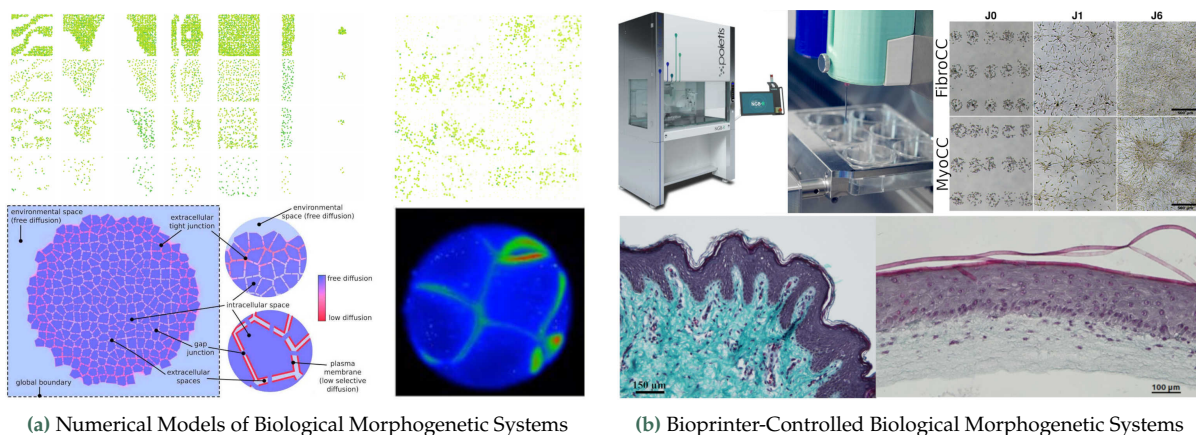 environmental space
(free diffusion)
extracellular
tight junction
environmental
space (free diffusion)
free diffusion
low diffusion
intracellular space
gap
junction
extracellular
spaces
plasma
membrane
(low selective
diffusion)
global boundary
(a) Numerical Models of Biological Morphogenetic Systems
poietis
NGB-R
J0
J1
J6
FibroCC
MyoCC
150 µm
100 µm
(b) Bioprinter-Controlled Biological Morphogenetic Systems